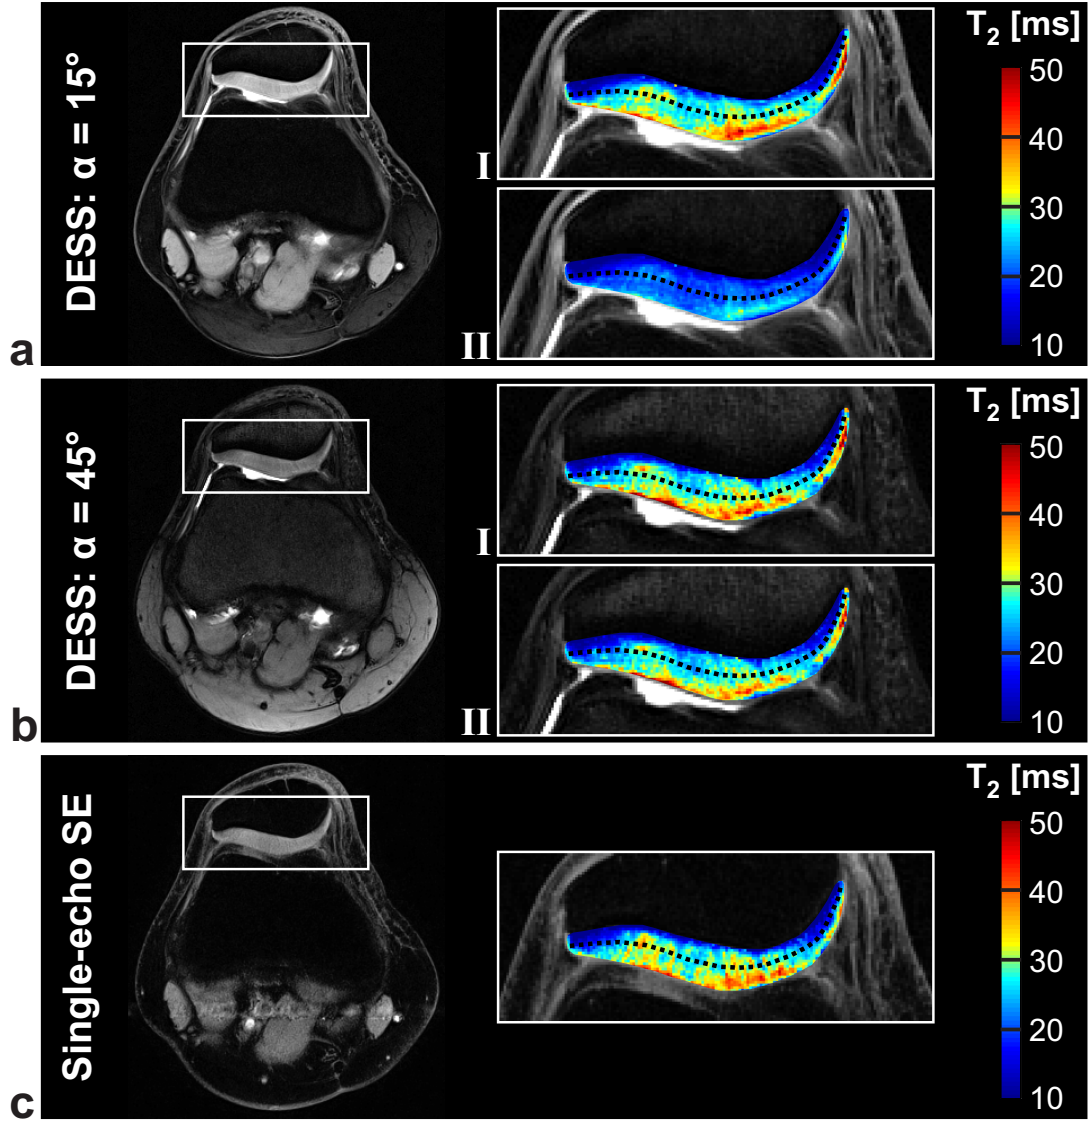 a
DESS: α = 15°
I
II
T2 [ms]
50
40
30
20
10
b
DESS: α = 45°
I
II
T2 [ms]
50
40
30
20
10
c
Single-echo SE
T2 [ms]
50
40
30
20
10